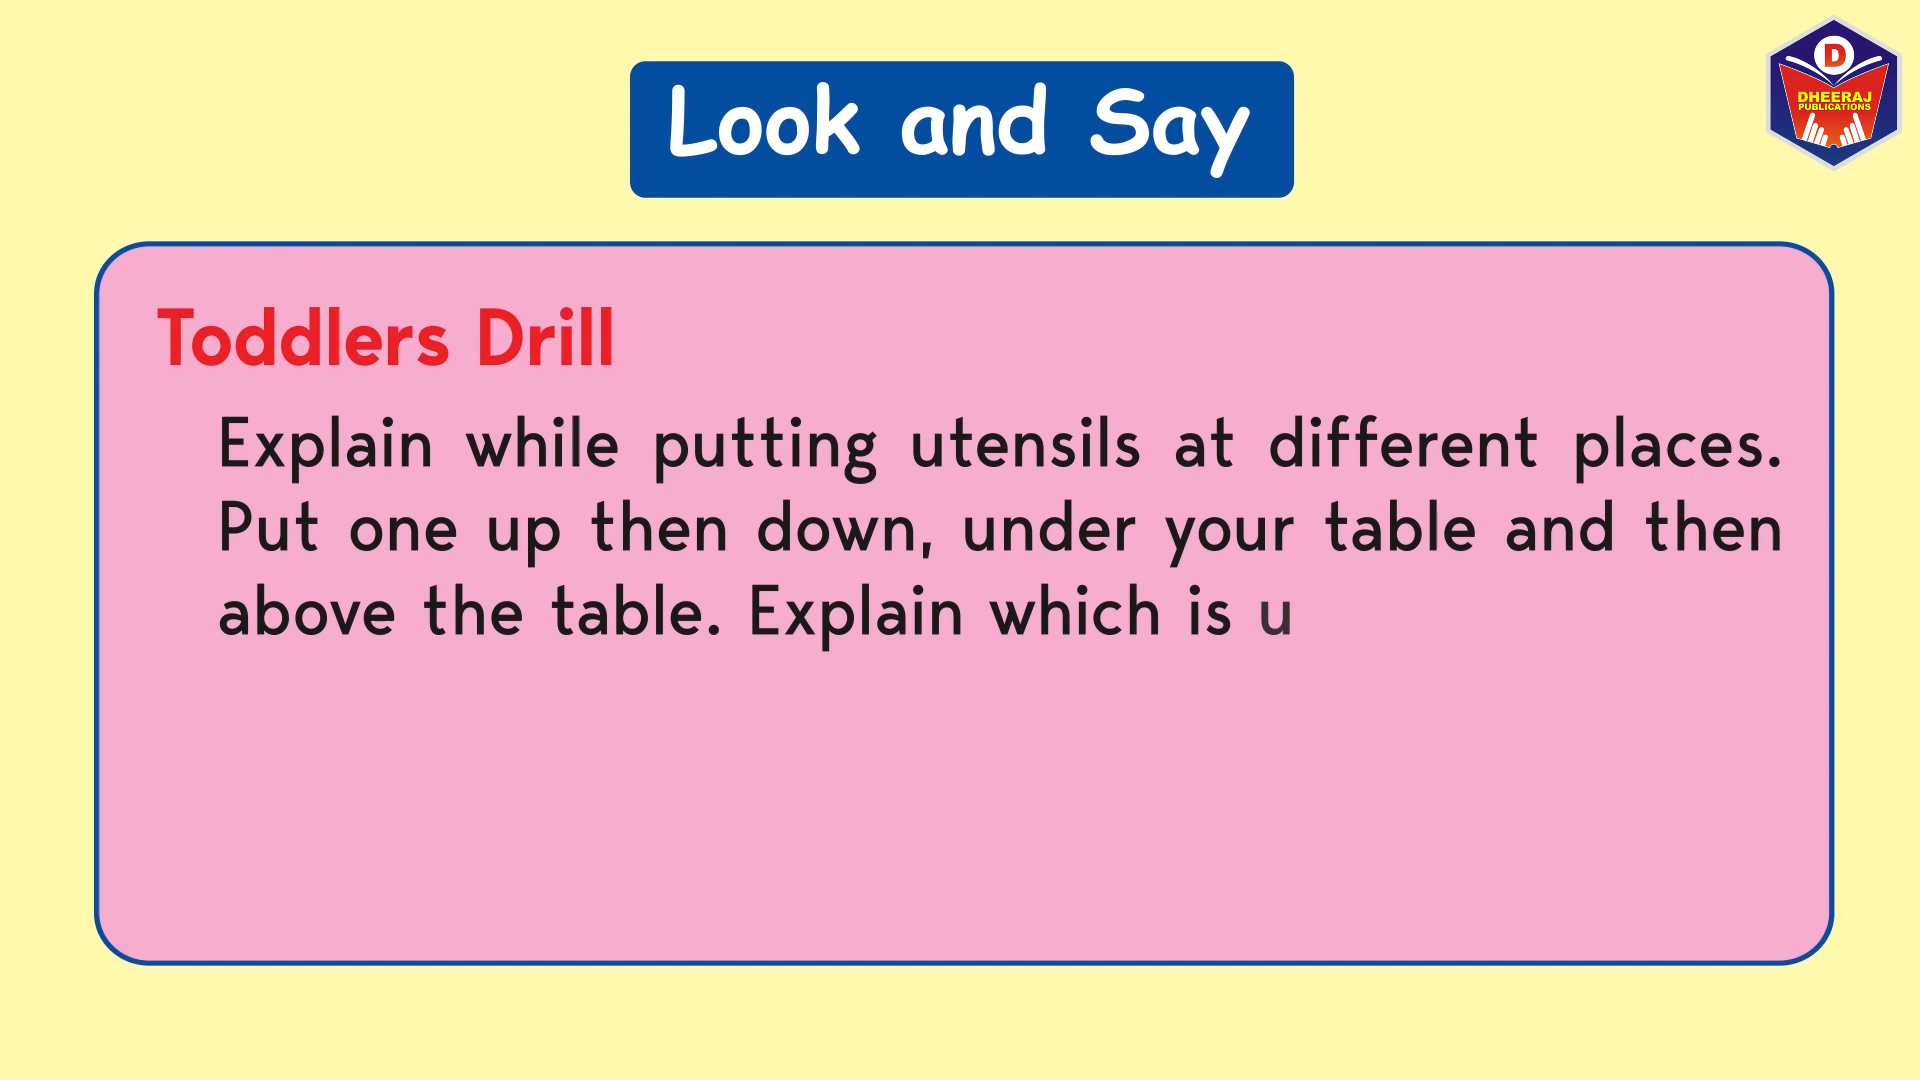 Look and Say
D
DHEERAJ
PUBLICATIONS
Toddlers Drill
Explain while putting utensils at different places.
Put one up then down, under your table and then
above the table. Explain which is u